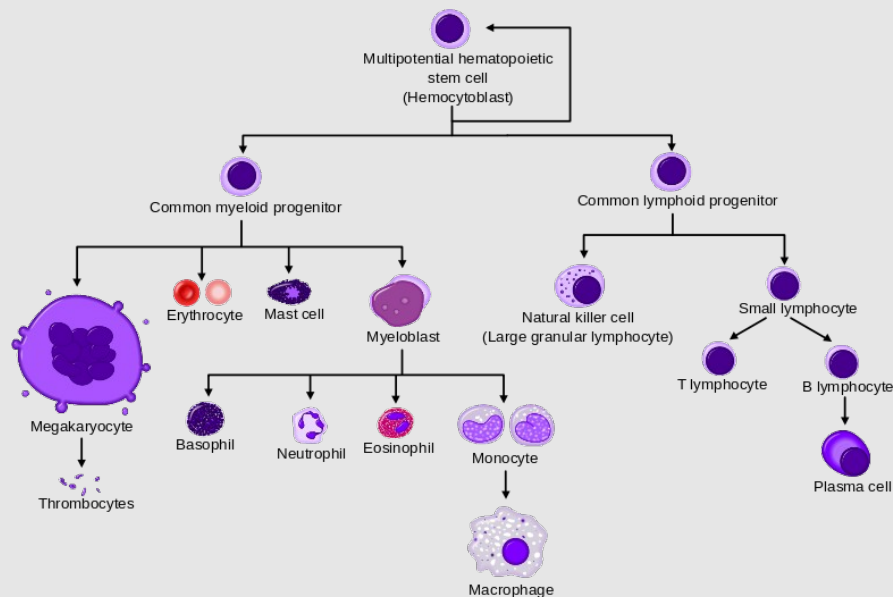 Multipotential hematopoietic
stem cell
(Hemocytoblast)
Common myeloid progenitor
Common lymphoid progenitor
Erythrocyte
Mast cell
Myeloblast
Natural killer cell
(Large granular lymphocyte)
Small lymphocyte
T lymphocyte
B lymphocyte
Megakaryocyte
Basophil
Neutrophil
Eosinophil
Monocyte
Plasma cell
Thrombocytes
Macrophage